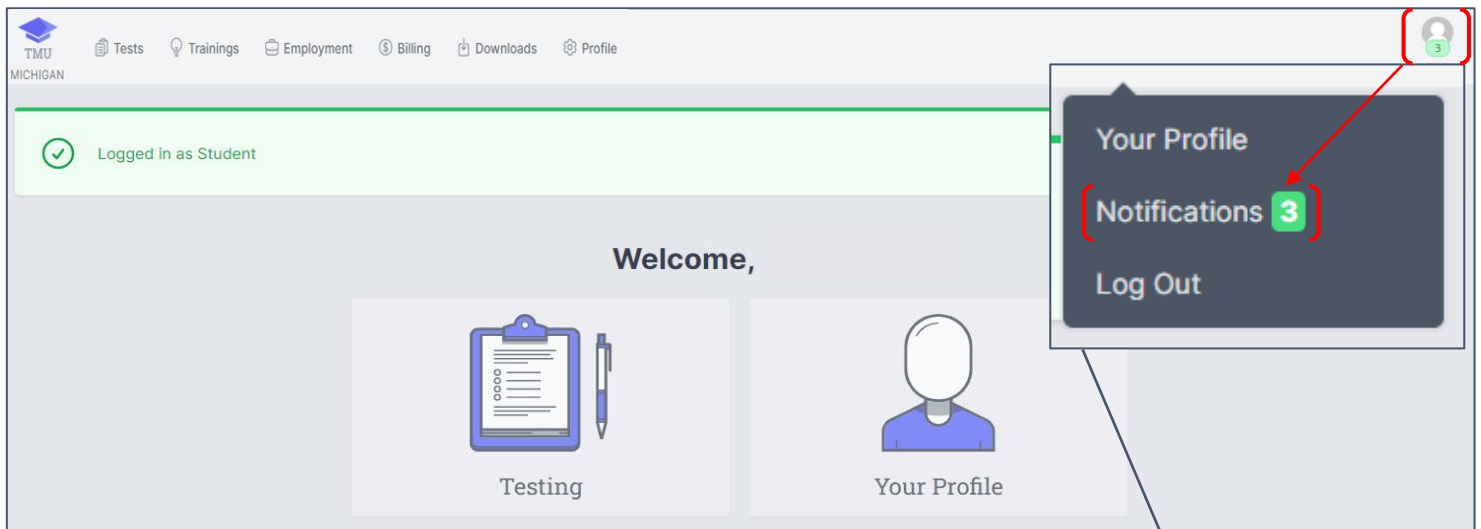 TMU
MICHIGAN
Tests Trainings Employment Billing Downloads Profile
3
Logged in as Student
Your Profile
Notifications 3
Log Out
Welcome,
Testing
Your Profile